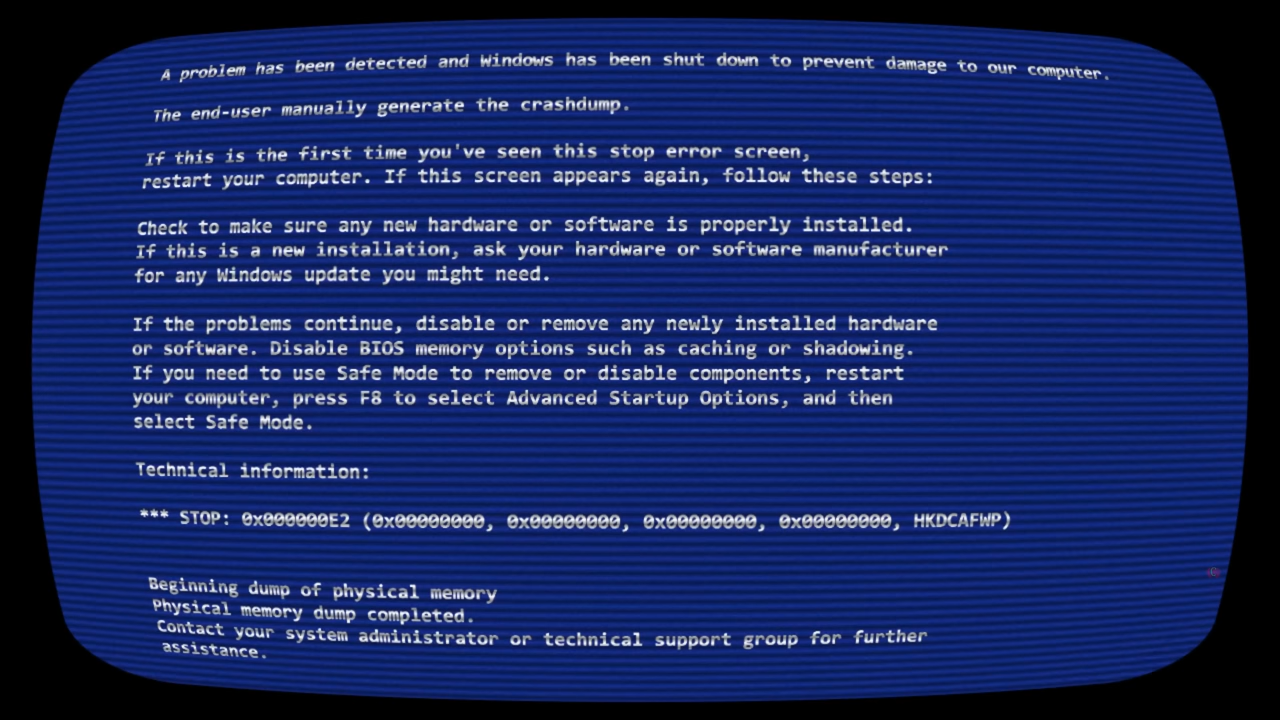 A problem has been detected and Windows has been shut down to prevent damage to our computer.
The end-user manually generate the crashdump.
If this is the first time you've seen this stop error screen,
restart your computer. If this screen appears again, follow these steps:
Check to make sure any new hardware or software is properly installed.
If this is a new installation, ask your hardware or software manufacturer
for any Windows update you might need.
If the problems continue, disable or remove any newly installed hardware
or software. Disable BIOS memory options such as caching or shadowing.
If you need to use Safe Mode to remove or disable components, restart
your computer, press F8 to select Advanced Startup Options, and then
select Safe Mode.
Technical information:
*** STOP: 0x000000E2 (0x00000000, 0x00000000, 0x00000000, 0x00000000, HKDCAFWP)
Beginning dump of physical memory
Physical memory dump completed.
Contact your system administrator or technical support group for further
assistance.